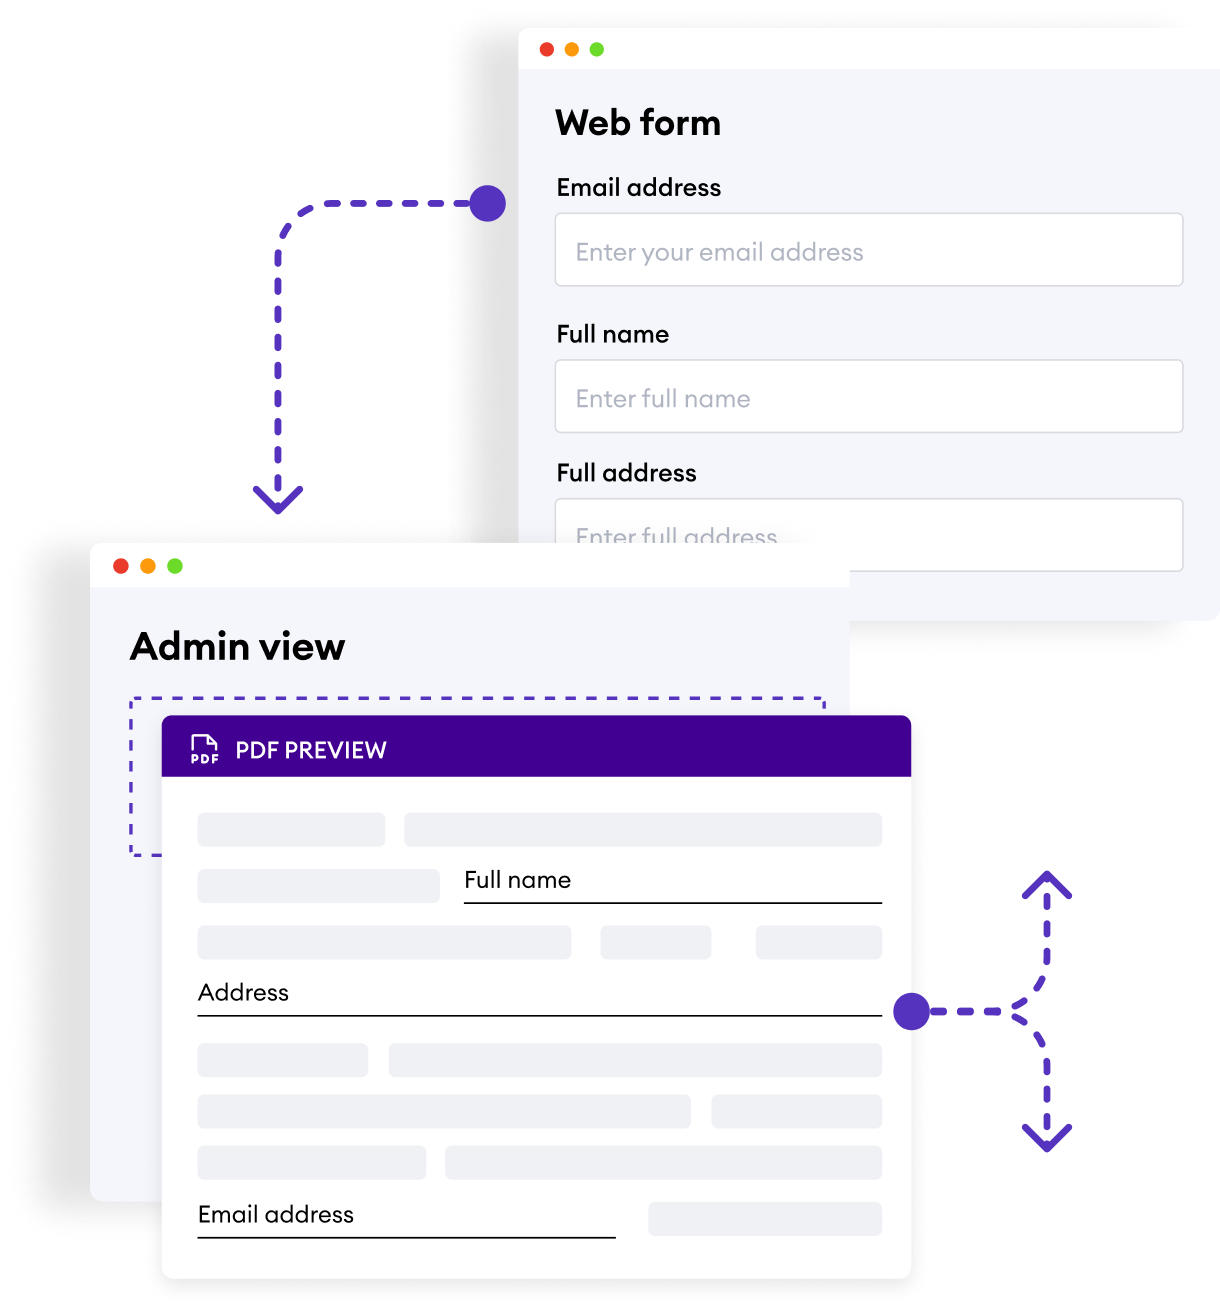 Web form
Email address
Enter your email address
Full name
Enter full name
Full address
Enter full address
Admin view
PDF
PDF PREVIEW
Full name
Address
Email address